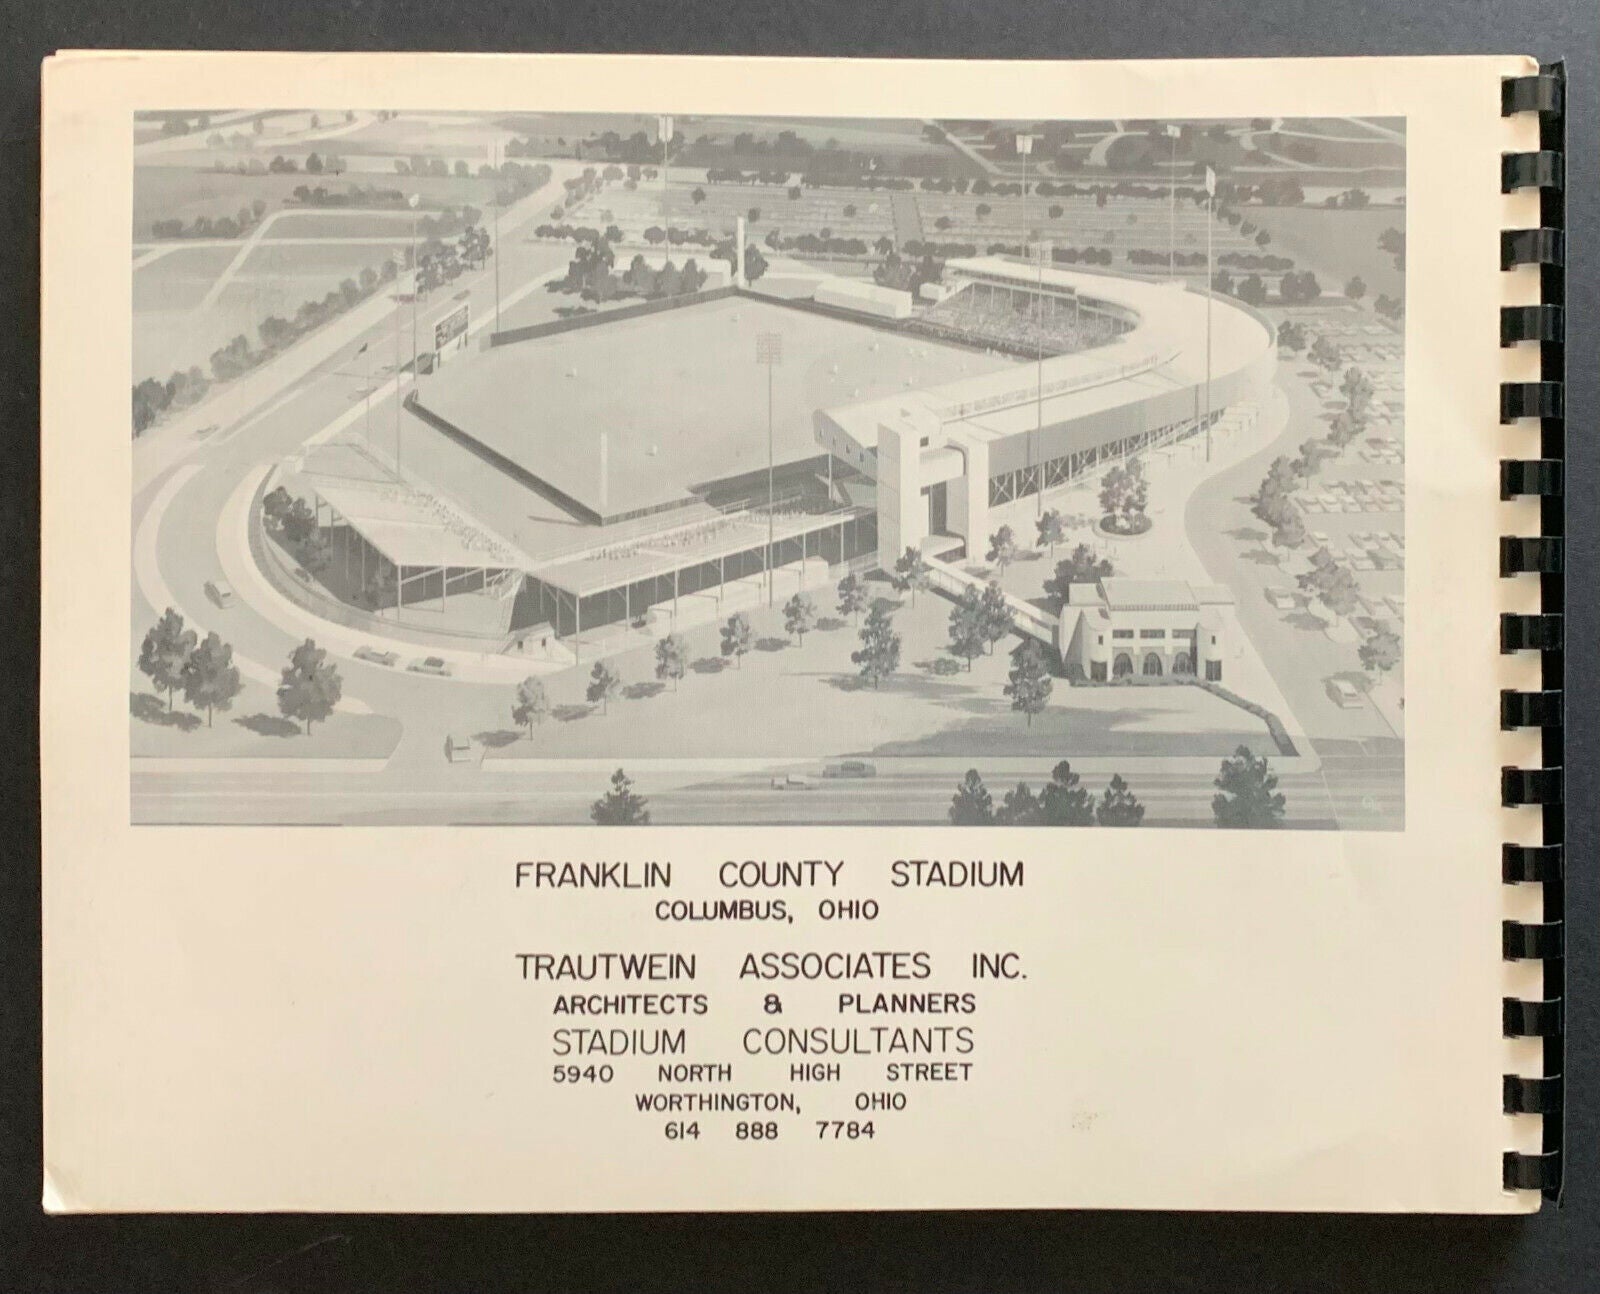 FRANKLIN COUNTY STADIUM
COLUMBUS, OHIO
TRAUTWEIN ASSOCIATES INC.
ARCHITECTS & PLANNERS
STADIUM CONSULTANTS
5940 NORTH HIGH STREET
WORTHINGTON, OHIO
614 888 7784